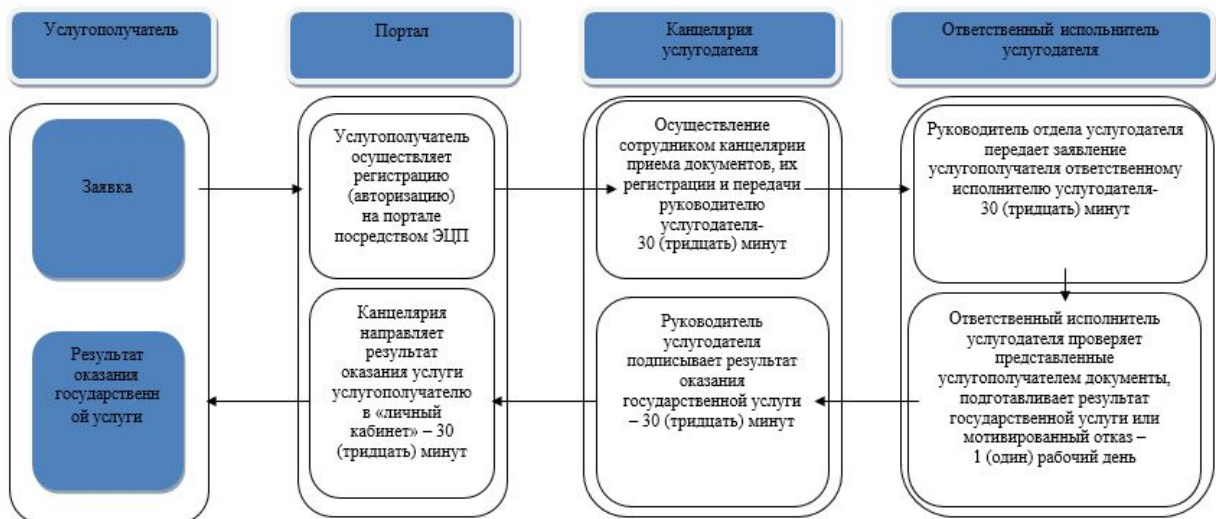 Услугополучатель
Портал
Канцелярия
услугодателя
Ответственный испольнитель
услугодателя
Заявка
Услугополучатель
осуществляет
регистрацию
(авторизацию)
на портале
посредством ЭЦП
Осуществление
сотрудником канцелярии
приема документов, их
регистрации и передачи
руководителю
услугодателя-
30 (тридцать) минут
Руководитель отдела услугодателя
передает заявление
услугополучателя ответственному
исполнителю услугодателя-
30 (тридцать) минут
Результат
оказания
государственн
ой услуги
Канцелярия
направляет
результат
оказания услуги
услугополучателю
в «личный
кабинет» – 30
(тридцать) минут
Руководитель
услугодателя
подписывает результат
оказания
государственной услуги
– 30 (тридцать) минут
Ответственный исполнитель
услугодателя проверяет
представленные
услугополучателем документы,
подготавливает результат
государственной услуги или
мотивированный отказ –
1 (один) рабочий день